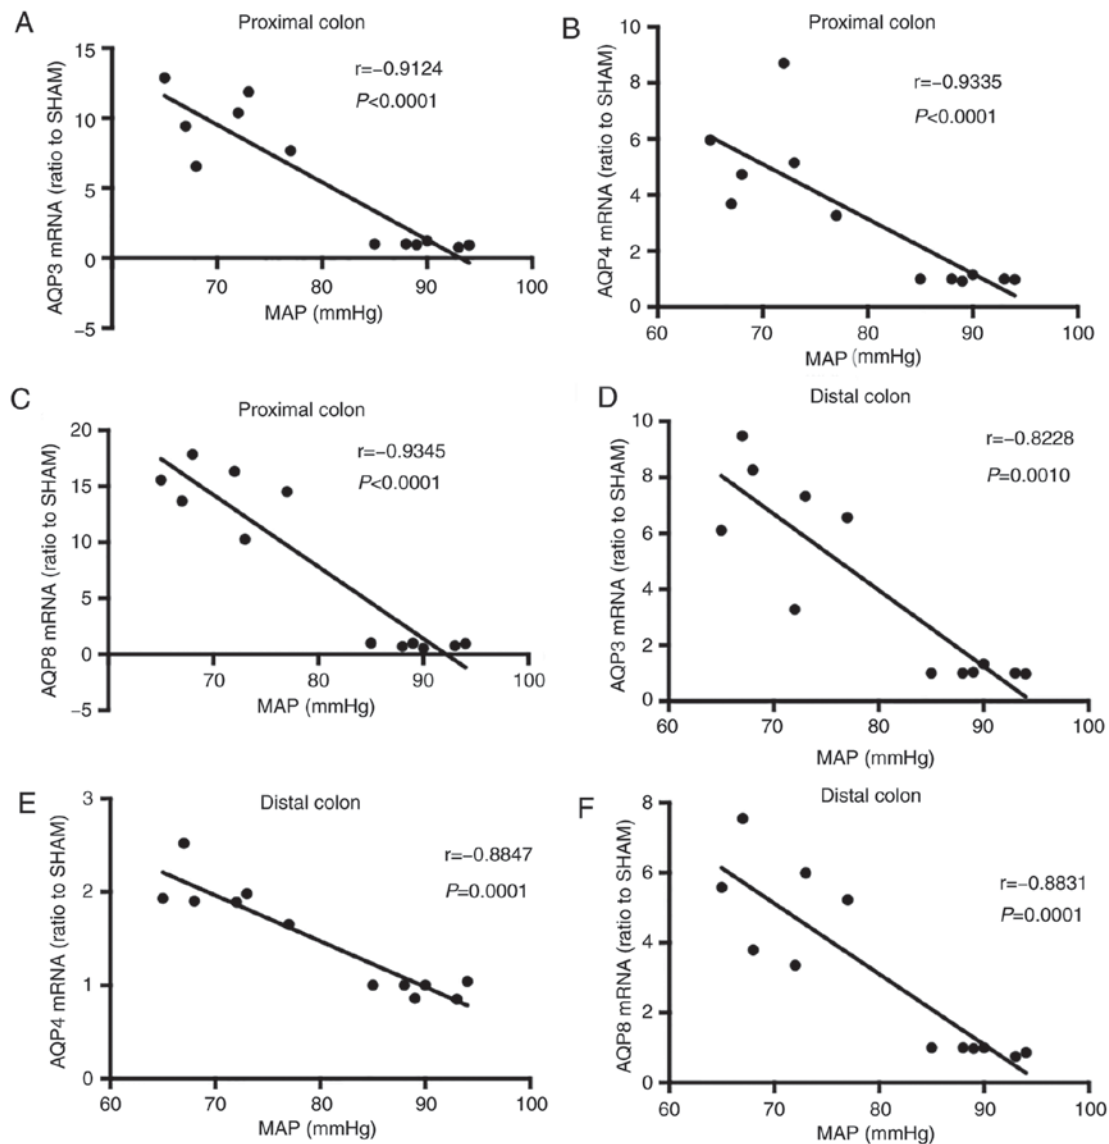 A
Proximal colon
AQP3 mRNA (ratio to SHAM)
15
10
5
0
−5
70
80
90
100
MAP (mmHg)
r=−0.9124
P<0.0001
B
Proximal colon
AQP4 mRNA (ratio to SHAM)
10
8
6
4
2
0
60
70
80
90
100
MAP (mmHg)
r=−0.9335
P<0.0001
C
Proximal colon
AQP8 mRNA (ratio to SHAM)
20
15
10
5
0
−5
70
80
90
100
MAP (mmHg)
r=−0.9345
P<0.0001
D
Distal colon
AQP3 mRNA (ratio to SHAM)
10
8
6
4
2
0
60
70
80
90
100
MAP (mmHg)
r=−0.8228
P=0.0010
E
Distal colon
AQP4 mRNA (ratio to SHAM)
3
2
1
0
60
70
80
90
100
MAP (mmHg)
r=−0.8847
P=0.0001
F
Distal colon
AQP8 mRNA (ratio to SHAM)
8
6
4
2
0
60
70
80
90
100
MAP (mmHg)
r=−0.8831
P=0.0001